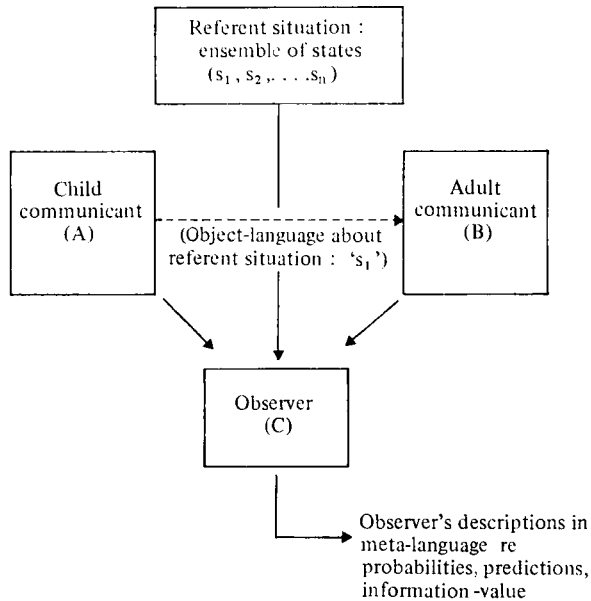 Referent situation :
ensemble of states
(s₁, s₂,. . . .sₙ)
Child
communicant
(A)
Adult
communicant
(B)
(Object-language about
referent situation : ‘s₁’)
Observer
(C)
Observer’s descriptions in
meta-language re
probabilities, predictions,
information -value